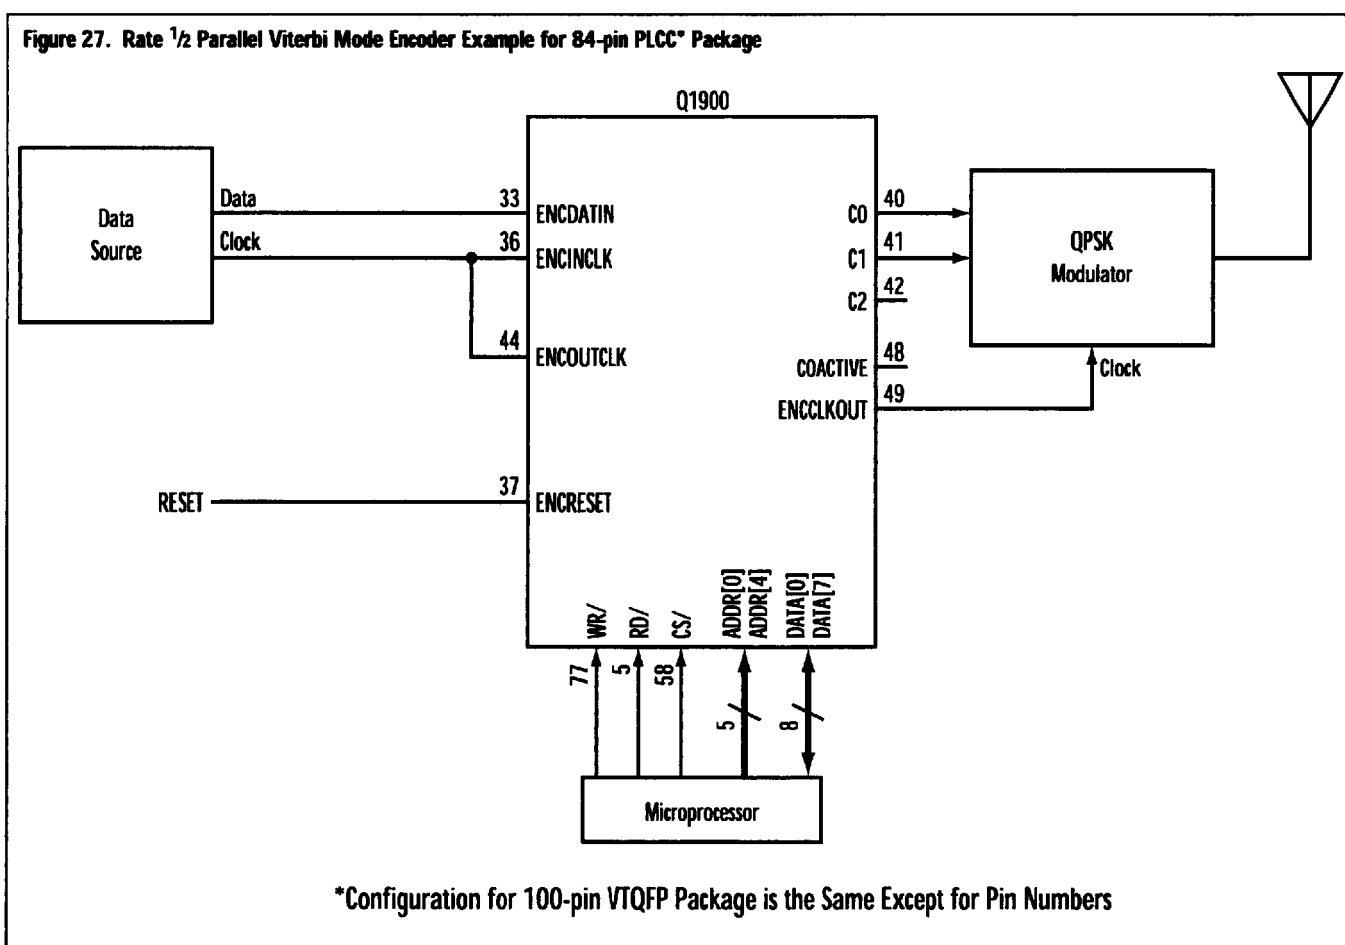 Figure 27. Rate 1/2 Parallel Viterbi Mode Encoder Example for 84-pin PLCC* Package
Q1900
Data
Source
Data
Clock
33
36
44
37
ENCDATIN
ENCINCLK
ENCOUTCLK
RESET
ENCRESET
C0
C1
C2
COACTIVE
ENCCLKOUT
40
41
42
48
49
QPSK
Modulator
Clock
WR/
RD/
CS/
ADDR[0]
ADDR[4]
DATA[0]
DATA[7]
77
5
58
5
8
Microprocessor
*Configuration for 100-pin VTQFP Package is the Same Except for Pin Numbers